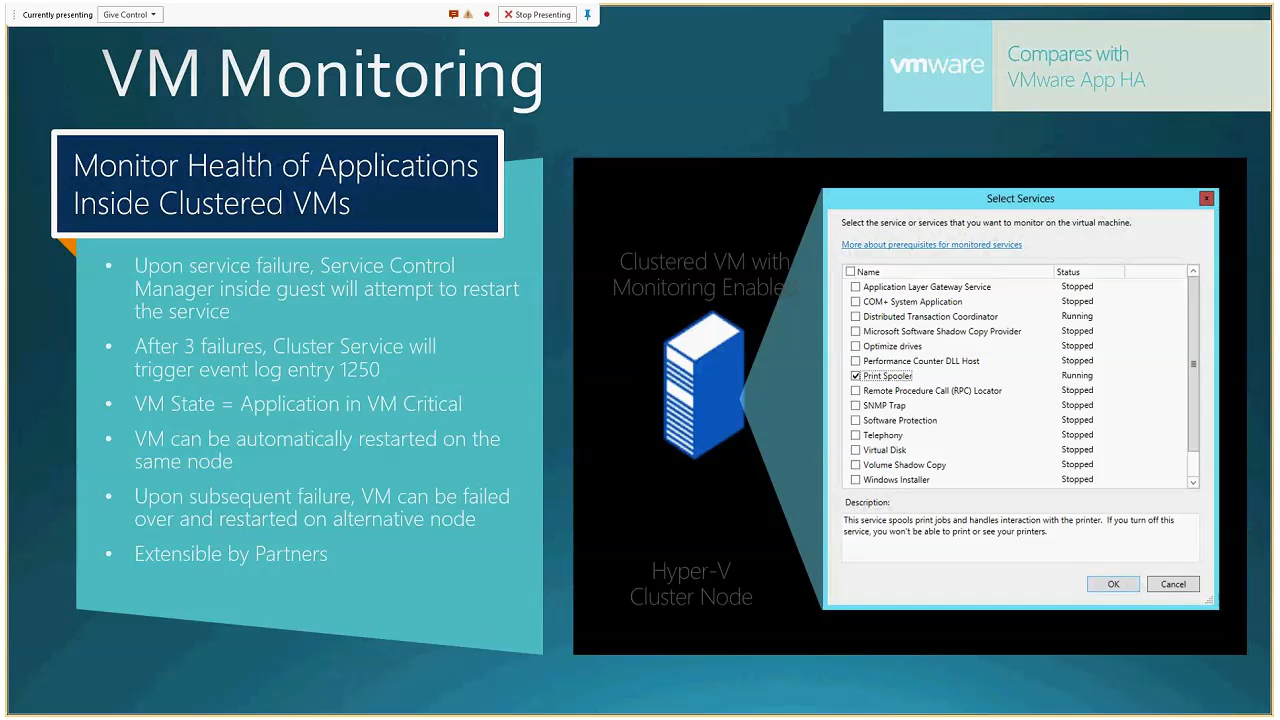 Currently presenting
Give Control
Stop Presenting
VM Monitoring
vmware
Compares with
VMware App HA
Monitor Health of Applications
Inside Clustered VMs
• Upon service failure, Service Control
Manager inside guest will attempt to restart
the service
• After 3 failures, Cluster Service will
trigger event log entry 1250
• VM State = Application in VM Critical
• VM can be automatically restarted on the
same node
• Upon subsequent failure, VM can be failed
over and restarted on alternative node
• Extensible by Partners
Clustered VM with
Monitoring Enabled
Hyper-V
Cluster Node
Select Services
x
Select the service or services that you want to monitor on the virtual machine.
More about prerequisites for monitored services
Name Status
Application Layer Gateway Service Stopped
COM+ System Application Stopped
Distributed Transaction Coordinator Running
Microsoft Software Shadow Copy Provider Stopped
Optimize drives Stopped
Performance Counter DLL Host Stopped
Print Spooler Running
Remote Procedure Call (RPC) Locator Stopped
SNMP Trap Stopped
Software Protection Stopped
Telephony Stopped
Virtual Disk Stopped
Volume Shadow Copy Stopped
Windows Installer Stopped
Description:
This service spools print jobs and handles interaction with the printer. If you turn off this
service, you won't be able to print or see your printers.
OK Cancel